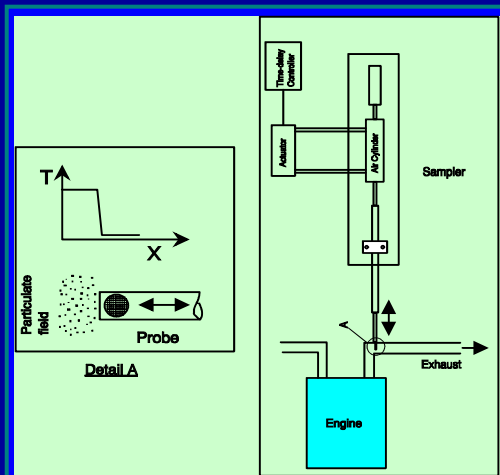 T
X
Particulate
field
Probe
Detail A
Time-delay
Controller
Actuator
Air Cylinder
Sampler
A
Exhaust
Engine